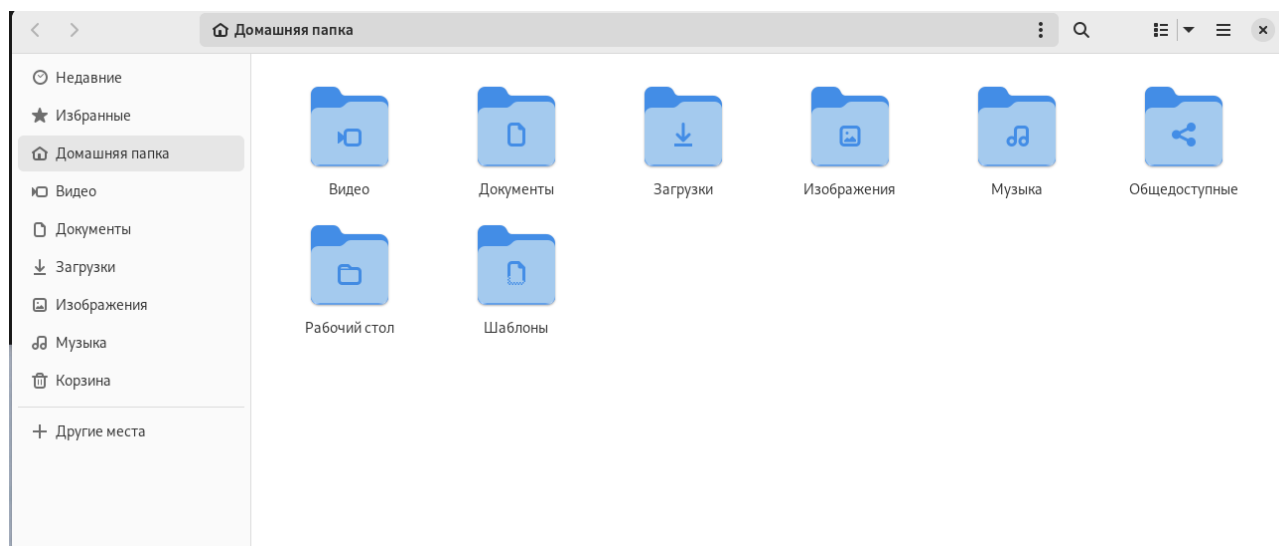 Домашняя папка
Недавние
Избранные
Домашняя папка
Видео
Документы
Загрузки
Изображения
Музыка
Корзина
Другие места
Видео
Документы
Загрузки
Изображения
Музыка
Общедоступные
Рабочий стол
Шаблоны